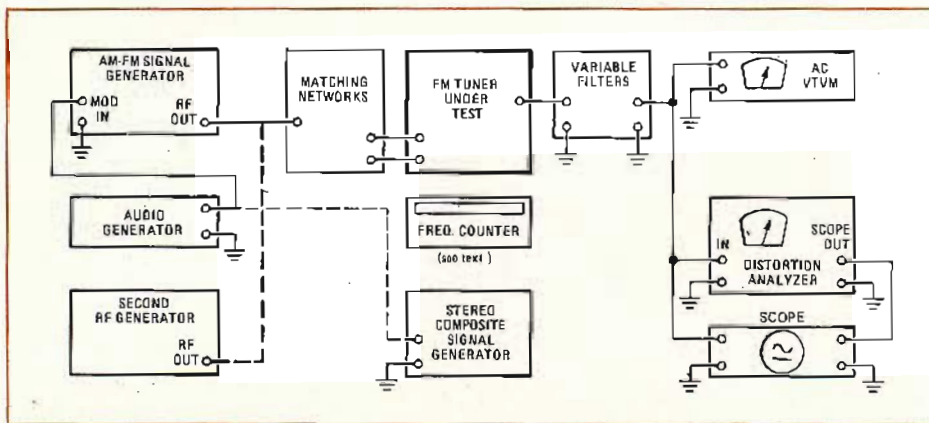 AM-FM SIGNAL
GENERATOR
MOD
IN
RF
OUT
MATCHING
NETWORKS
FM TUNER
UNDER
TEST
VARIABLE
FILTERS
AC
VTVM
AUDIO
GENERATOR
FREQ. COUNTER
(see text)
IN
SCOPE
OUT
DISTORTION
ANALYZER
SECOND
RF GENERATOR
RF
OUT
STEREO
COMPOSITE
SIGNAL
GENERATOR
SCOPE